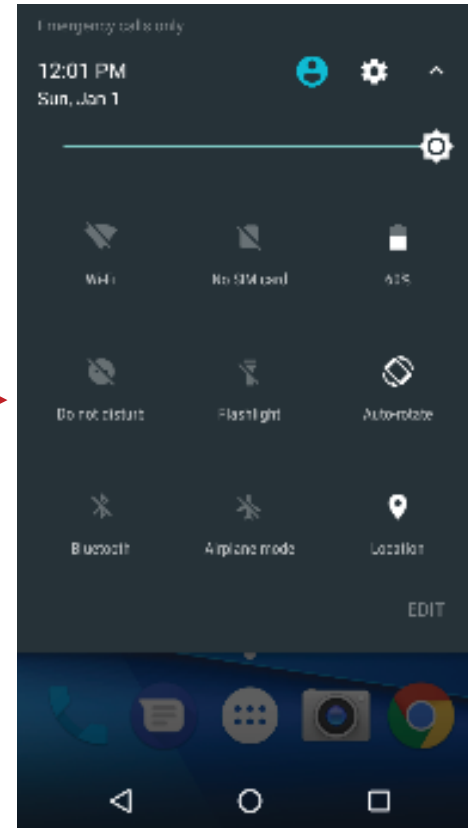 Emergency calls only
12:01 PM
Sun, Jan 1
Wi-Fi
No SIM card
60%
Do not disturb
Flashlight
Auto-rotate
Bluetooth
Airplane mode
Location
EDIT